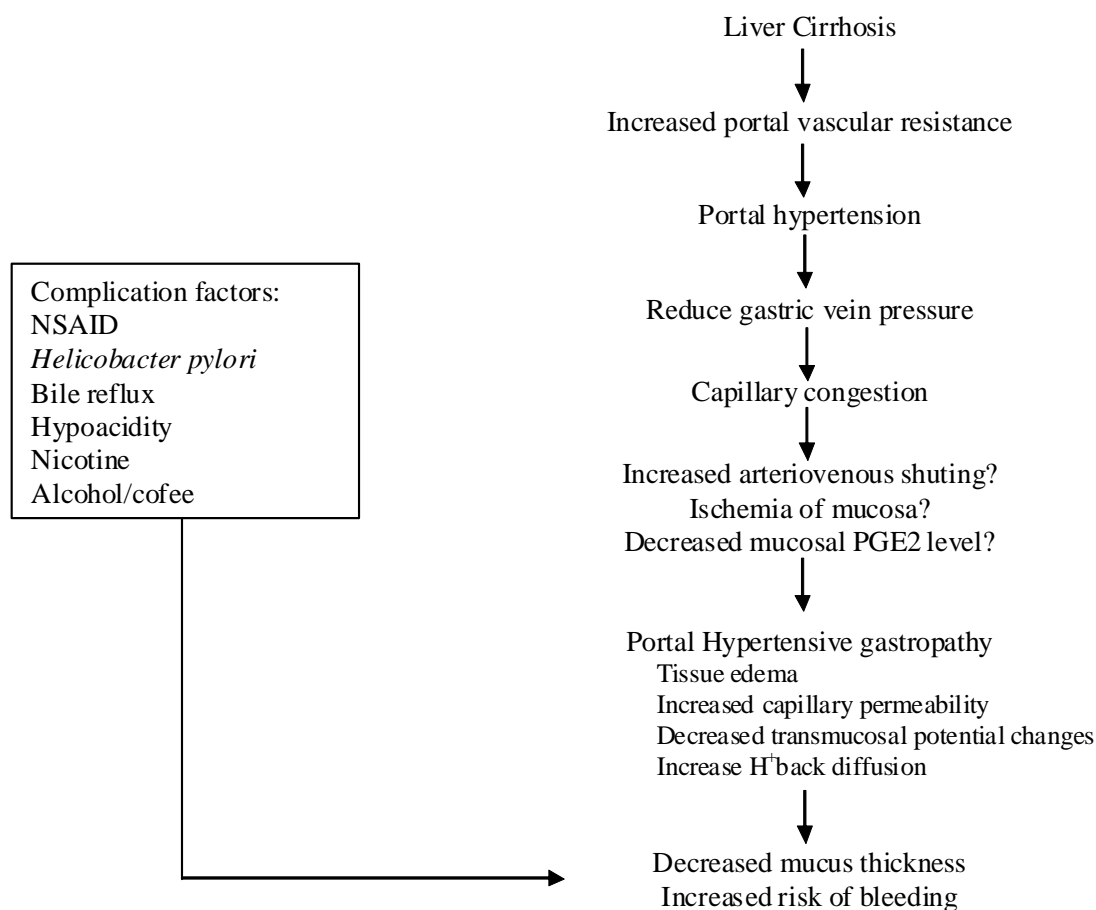 Liver Cirrhosis
Increased portal vascular resistance
Portal hypertension
Reduce gastric vein pressure
Capillary congestion
Increased arteriovenous shuting?
Ischemia of mucosa?
Decreased mucosal PGE2 level?
Portal Hypertensive gastropathy
Tissue edema
Increased capillary permeability
Decreased transmucosal potential changes
Increase H⁺back diffusion
Complication factors:
NSAID
Helicobacter pylori
Bile reflux
Hypoacidity
Nicotine
Alcohol/cofee
Decreased mucus thickness
Increased risk of bleeding